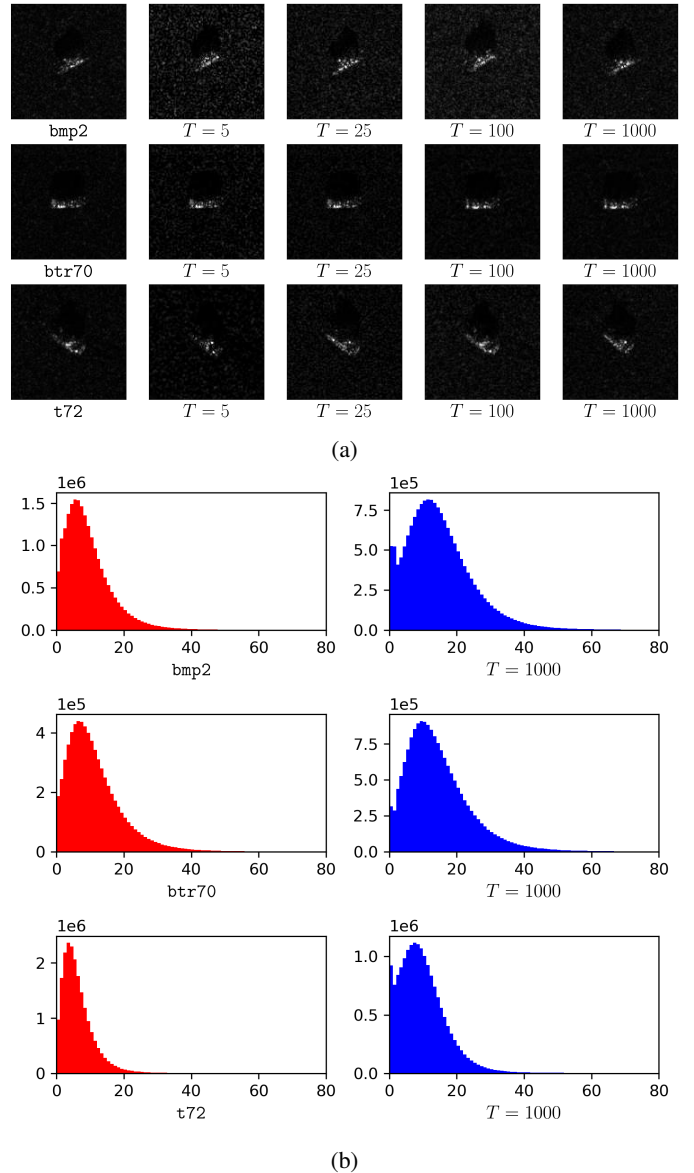 bmp2 T = 5 T = 25 T = 100 T = 1000
btr70 T = 5 T = 25 T = 100 T = 1000
t72 T = 5 T = 25 T = 100 T = 1000
(a)
1e6 1e5
1.5 7.5
1.0 5.0
0.5 2.5
0.0 0.0
0 20 40 60 80 0 20 40 60 80
bmp2 T = 1000
1e5 1e5
4 7.5
5.0
2 2.5
0 0.0
0 20 40 60 80 0 20 40 60 80
btr70 T = 1000
1e6 1e6
2 1.0
1 0.5
0 0.0
0 20 40 60 80 0 20 40 60 80
t72 T = 1000
(b)